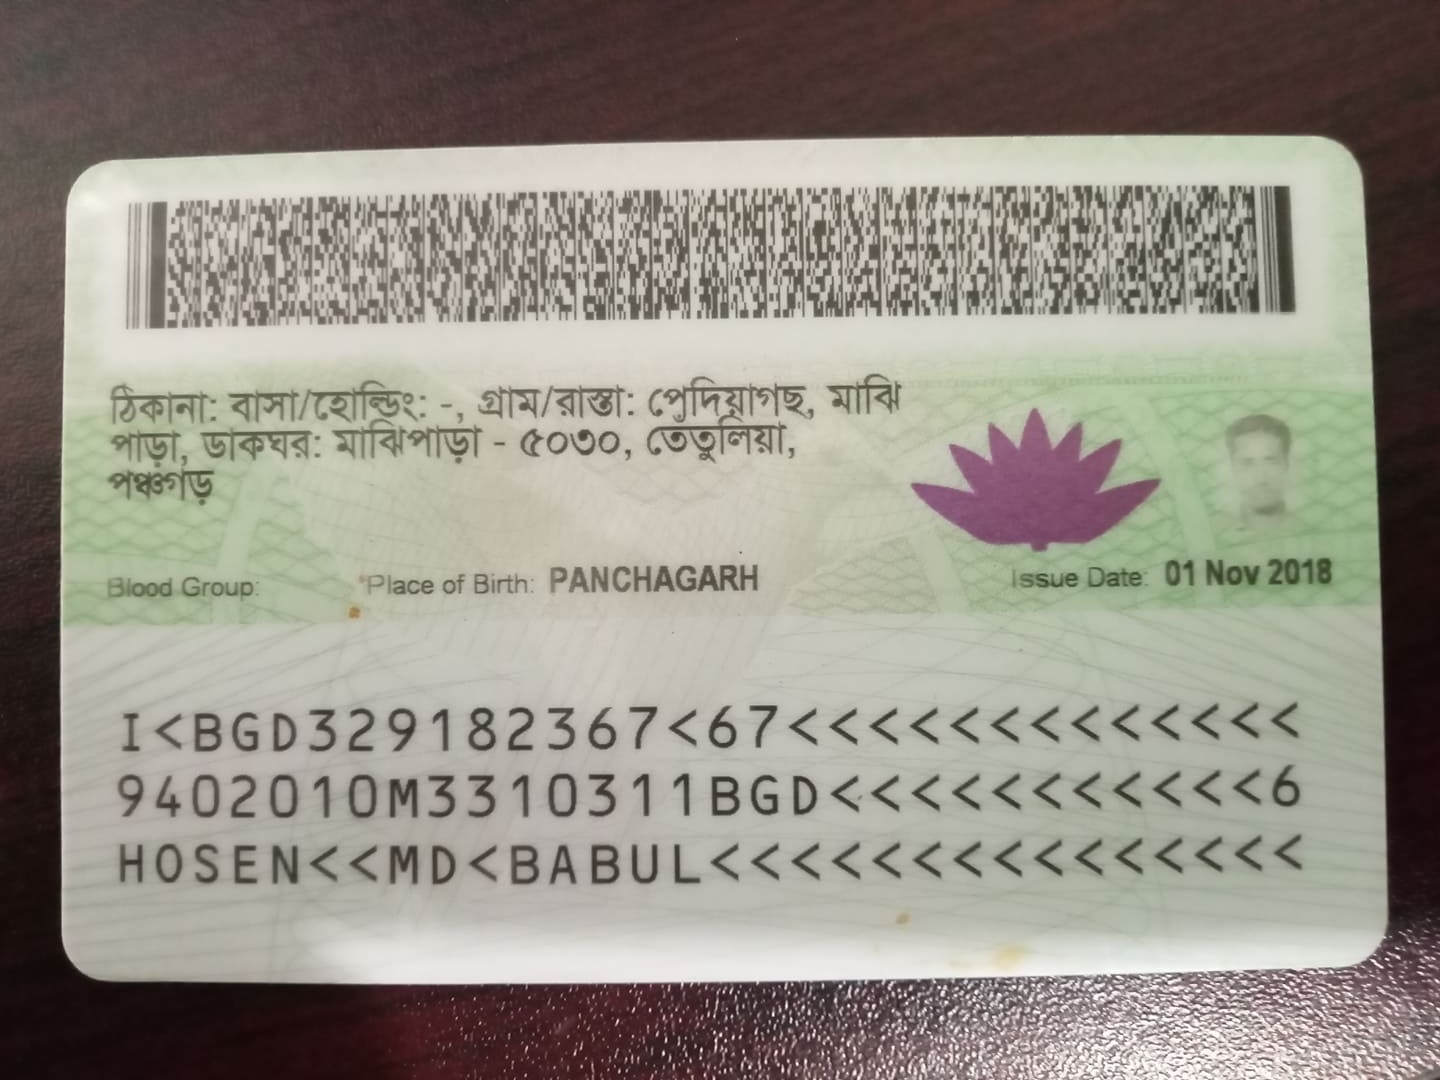 ঠিকানা: বাসা/হোল্ডিং: -, গ্রাম/রাস্তা: পেদিয়াগছ, মাঝি
পাড়া, ডাকঘর: মাঝিপাড়া - ৫০৩০, তেঁতুলিয়া,
পঞ্চগড়
Blood Group: Place of Birth: PANCHAGARH Issue Date: 01 Nov 2018
I<BGD329182367<67<<<<<<<<<<<<<<
9402010M3310311BGD<<<<<<<<<<<<6
HOSEN<<MD<BABUL<<<<<<<<<<<<<<<<